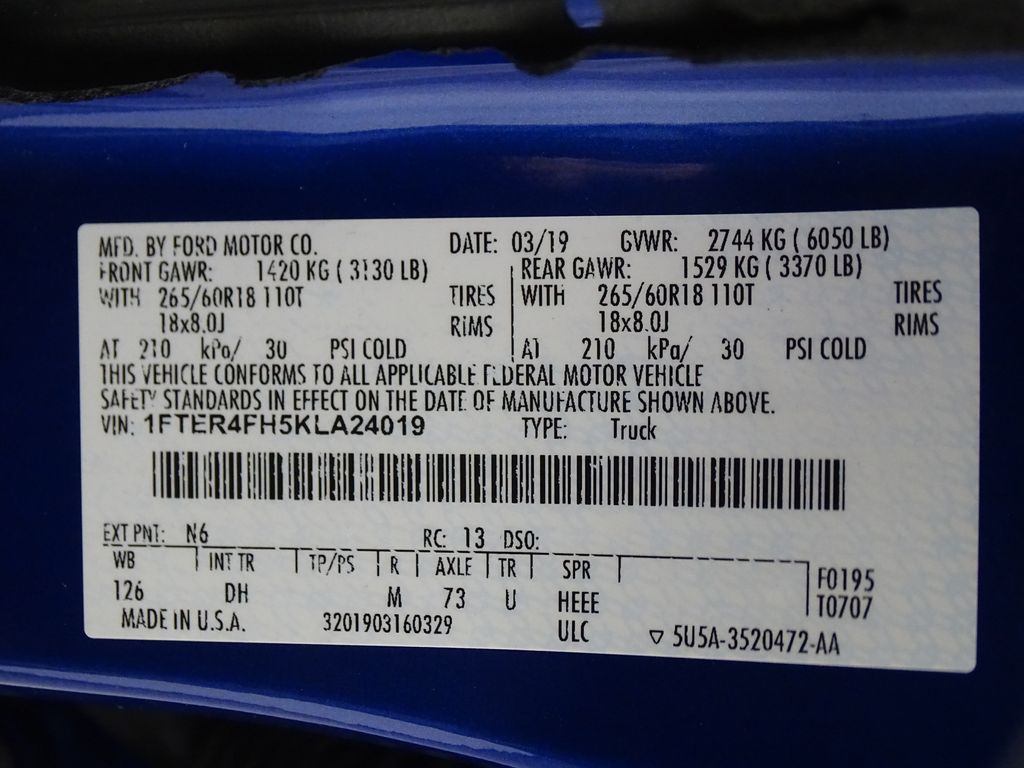 MFD. BY FORD MOTOR CO. DATE: 03/19 GVWR: 2744 KG ( 6050 LB)
FRONT GAWR: 1420 KG ( 3130 LB) REAR GAWR: 1529 KG ( 3370 LB)
WITH 265/60R18 110T TIRES WITH 265/60R18 110T TIRES
18x8.0J RIMS 18x8.0J RIMS
AT 210 kPa/ 30 PSI COLD AT 210 kPa/ 30 PSI COLD
THIS VEHICLE CONFORMS TO ALL APPLICABLE FEDERAL MOTOR VEHICLE
SAFETY STANDARDS IN EFFECT ON THE DATE OF MANUFACTURE SHOWN ABOVE.
VIN: 1FTER4FH5KLA24019 TYPE: Truck
EXT PNT: N6 RC: 13 DSO:
WB INT TR TP/PS R AXLE TR SPR F0195
126 DH M 73 U HEEE T0707
MADE IN U.S.A. 3201903160329 ULC ▽ 5U5A-3520472-AA